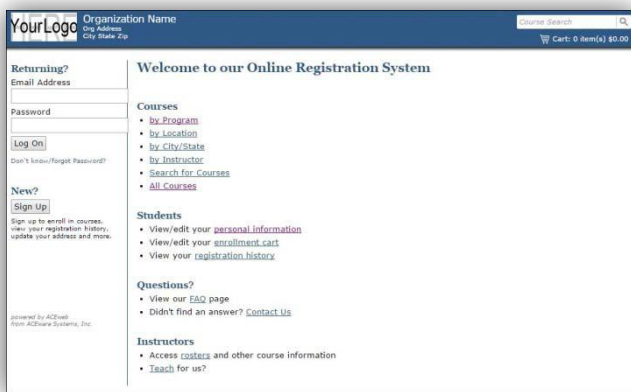 YourLogo
HERE
Organization Name
Org Address
City State Zip
Course Search
Cart: 0 item(s) $0.00
Returning?
Email Address
Password
Log On
Don't know/forgot Password?
New?
Sign Up
Sign up to enroll in courses,
view your registration history,
update your address and more.
powered by ACEweb
from ACEware Systems, Inc.
Welcome to our Online Registration System
Courses
• by Program
• by Location
• by City/State
• by Instructor
• Search for Courses
• All Courses
Students
• View/edit your personal information
• View/edit your enrollment cart
• View your registration history
Questions?
• View our FAQ page
• Didn't find an answer? Contact Us
Instructors
• Access rosters and other course information
• Teach for us?